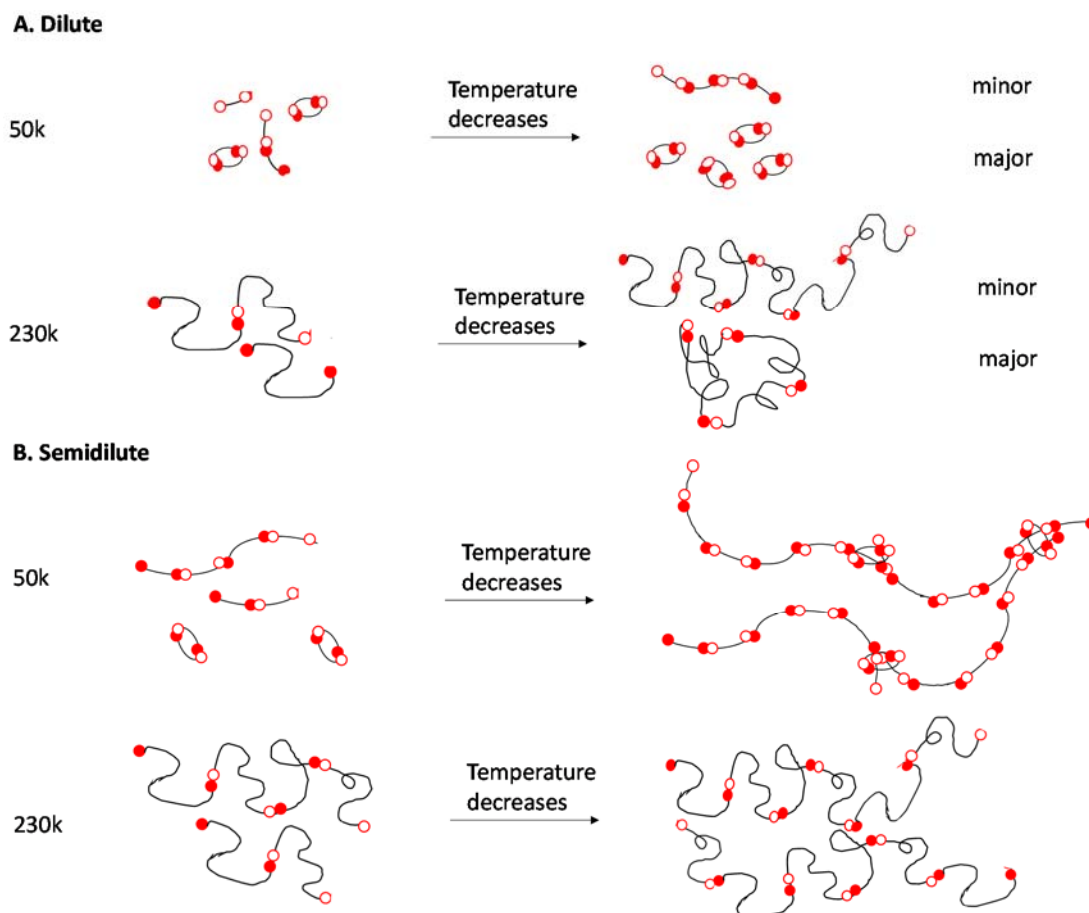 A. Dilute
50k
Temperature
decreases
minor
major
230k
Temperature
decreases
minor
major
B. Semidilute
50k
Temperature
decreases
230k
Temperature
decreases